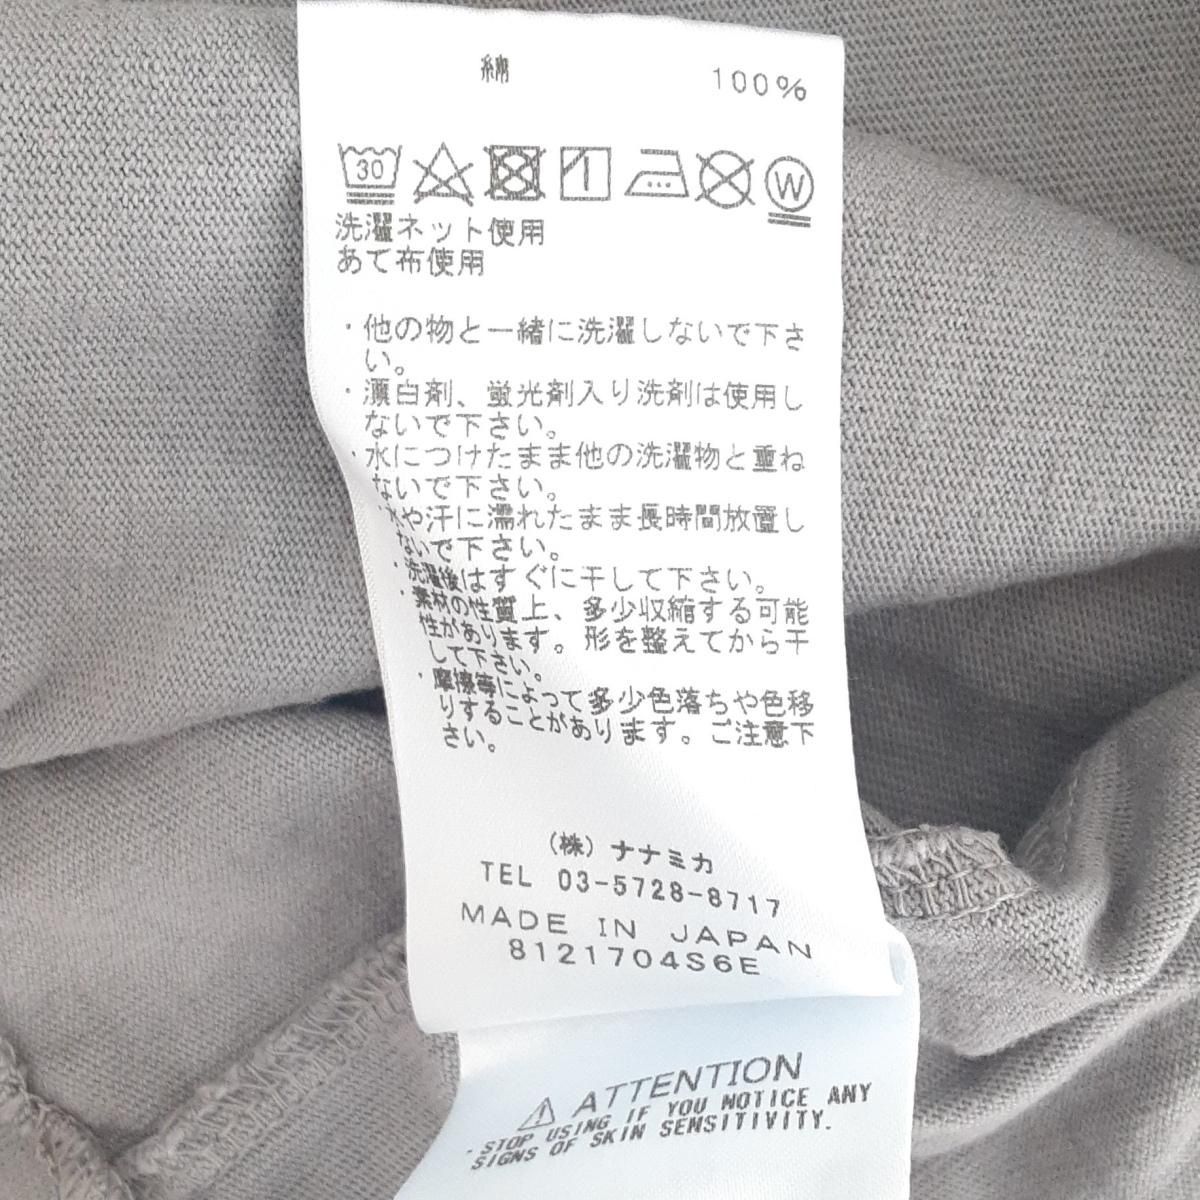 綿 100%
30 W
洗濯ネット使用
あて布使用
・他の物と一緒に洗濯しないで下さ
い。
・漂白剤、蛍光剤入り洗剤は使用し
ないで下さい。
・水につけたまま他の洗濯物と重ね
ないで下さい。
水や汗に濡れたまま長時間放置し
ないで下さい。
・洗濯後はすぐに干して下さい。
・素材の性質上、多少収縮する可能
性があります。形を整えてから干
して下さい。
・摩擦等によって多少色落ちや色移
りすることがあります。ご注意下
さい。
(株)ナナミカ
TEL 03-5728-8717
MADE IN JAPAN
8121704S6E
ATTENTION
・STOP USING IF YOU NOTICE ANY
SIGNS OF SKIN SENSITIVITY.